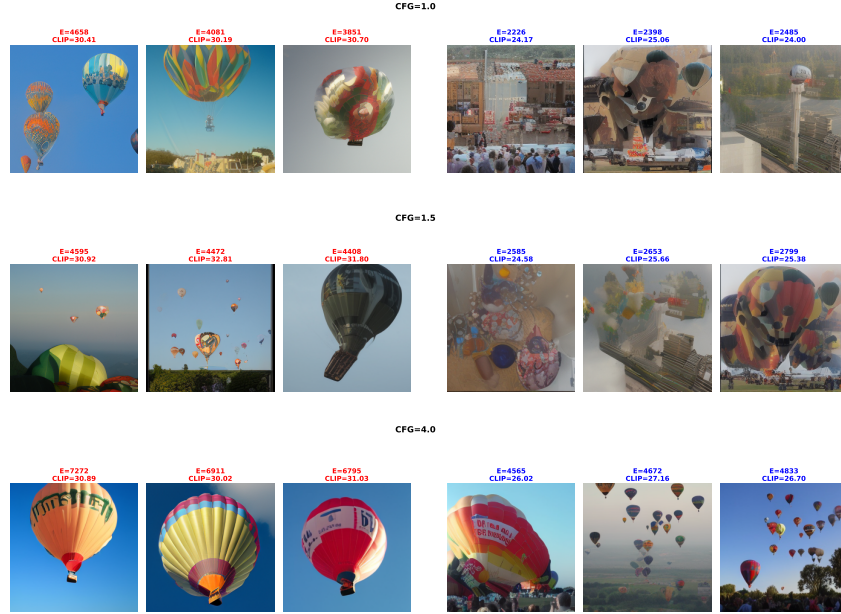 CFG=1.0
E=4658
CLIP=30.41
E=4081
CLIP=30.19
E=3851
CLIP=30.70
E=2226
CLIP=24.17
E=2398
CLIP=25.06
E=2485
CLIP=24.00
CFG=1.5
E=4595
CLIP=30.92
E=4472
CLIP=32.81
E=4408
CLIP=31.80
E=2585
CLIP=24.58
E=2653
CLIP=25.66
E=2799
CLIP=25.38
CFG=4.0
E=7272
CLIP=30.89
E=6911
CLIP=30.02
E=6795
CLIP=31.03
E=4565
CLIP=26.02
E=4672
CLIP=27.16
E=4833
CLIP=26.70